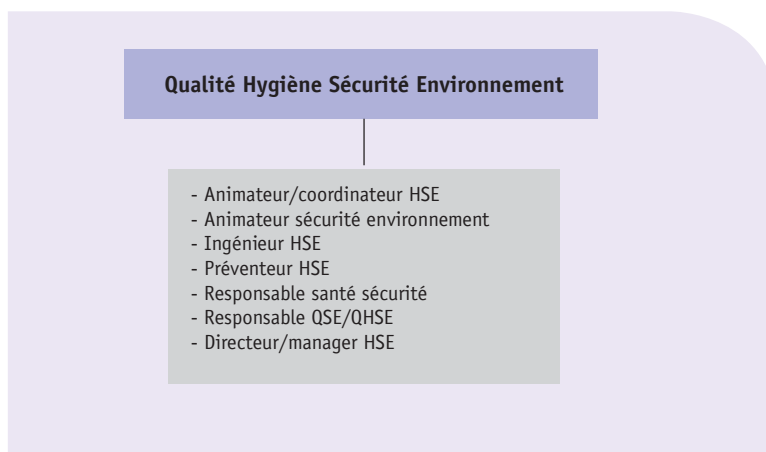 Qualité Hygiène Sécurité Environnement
- Animateur/coordinateur HSE
- Animateur sécurité environnement
- Ingénieur HSE
- Préventeur HSE
- Responsable santé sécurité
- Responsable QSE/QHSE
- Directeur/manager HSE